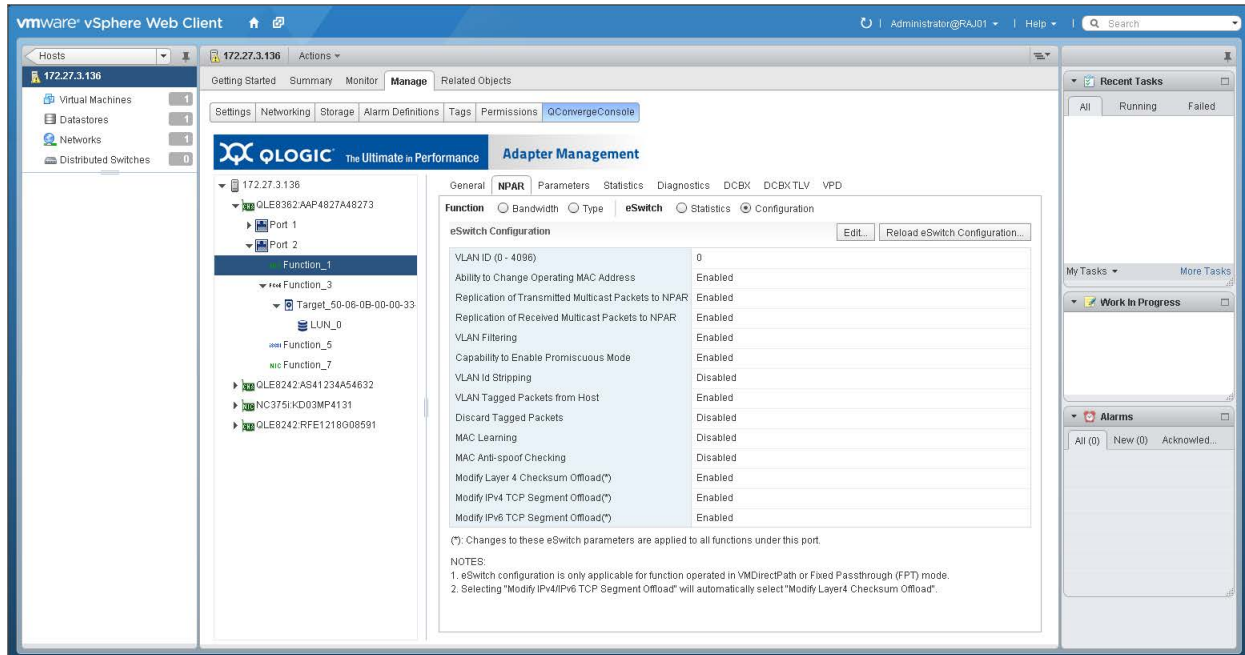 vmware® vSphere Web Client
Administrator@RAJ01
Help
Search
Hosts
172.27.3.136
Virtual Machines 1
Datastores 1
Networks 1
Distributed Switches 0
172.27.3.136 Actions
Getting Started Summary Monitor Manage Related Objects
Settings Networking Storage Alarm Definitions Tags Permissions QConvergeConsole
QLOGIC® The Ultimate in Performance Adapter Management
172.27.3.136
QLE8362:AAP4827A48273
Port 1
Port 2
Function_1
Function_3
Target_50-06-0B-00-00-33-
LUN_0
Function_5
NIC Function_7
QLE8242:AS41234A54632
NC375i:KD03MP4131
QLE8242:RFE1218G08591
General NPAR Parameters Statistics Diagnostics DCBX DCBX TLV VPD
Function Bandwidth Type eSwitch Statistics Configuration
eSwitch Configuration Edit... Reload eSwitch Configuration...
VLAN ID (0 - 4096) 0
Ability to Change Operating MAC Address Enabled
Replication of Transmitted Multicast Packets to NPAR Enabled
Replication of Received Multicast Packets to NPAR Enabled
VLAN Filtering Enabled
Capability to Enable Promiscuous Mode Enabled
VLAN Id Stripping Disabled
VLAN Tagged Packets from Host Enabled
Discard Tagged Packets Disabled
MAC Learning Disabled
MAC Anti-spoof Checking Disabled
Modify Layer 4 Checksum Offload(*) Enabled
Modify IPv4 TCP Segment Offload(*) Enabled
Modify IPv6 TCP Segment Offload(*) Enabled
(*): Changes to these eSwitch parameters are applied to all functions under this port.
NOTES:
1. eSwitch configuration is only applicable for function operated in VMDirectPath or Fixed Passthrough (FPT) mode.
2. Selecting "Modify IPv4/IPv6 TCP Segment Offload" will automatically select "Modify Layer4 Checksum Offload".
Recent Tasks
All Running Failed
My Tasks More Tasks
Work In Progress
Alarms
All (0) New (0) Acknowled...